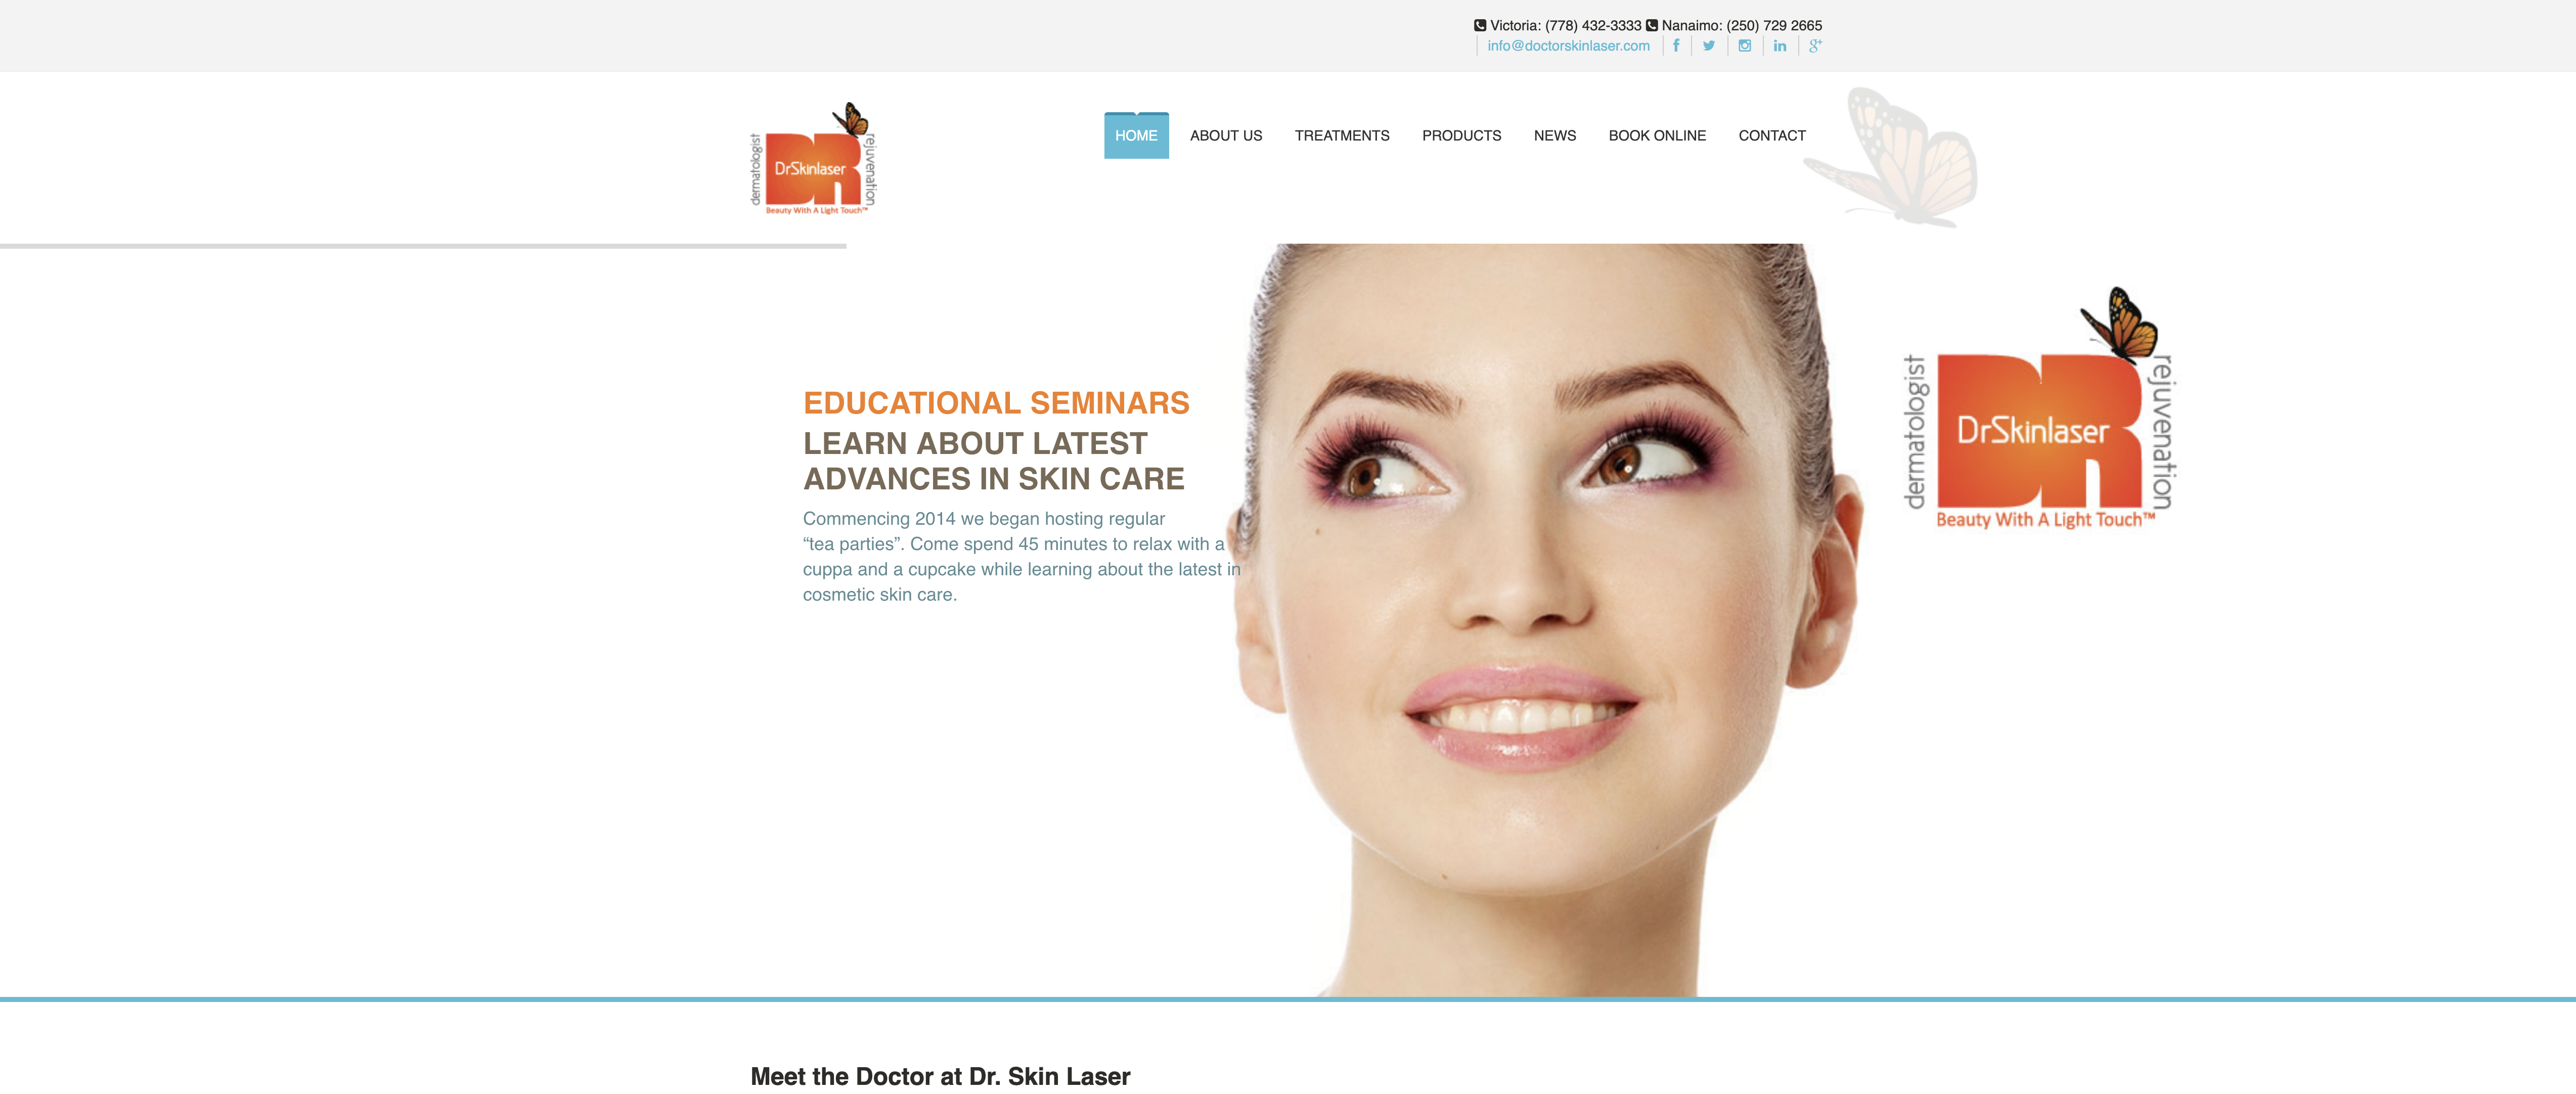 Victoria: (778) 432-3333 Nanaimo: (250) 729 2665
info@doctorskinlaser.com
dermatologist
DrSkinlaser
rejuvenation
Beauty With A Light Touch™
HOME ABOUT US TREATMENTS PRODUCTS NEWS BOOK ONLINE CONTACT
EDUCATIONAL SEMINARS
LEARN ABOUT LATEST
ADVANCES IN SKIN CARE
Commencing 2014 we began hosting regular
“tea parties”. Come spend 45 minutes to relax with a
cuppa and a cupcake while learning about the latest in
cosmetic skin care.
dermatologist
DrSkinlaser
rejuvenation
Beauty With A Light Touch™
Meet the Doctor at Dr. Skin Laser